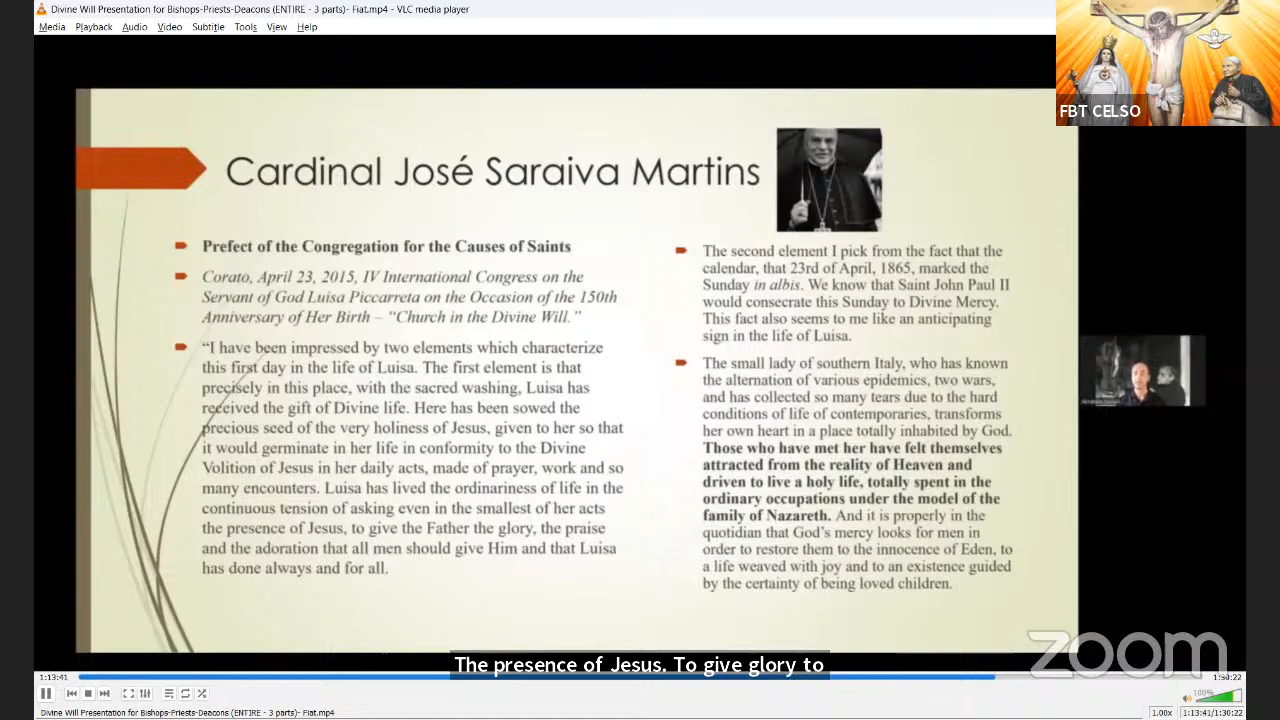 Divine Will Presentation for Bishops-Priests-Deacons (ENTIRE - 3 parts)- Fiat.mp4 - VLC media player
Media Playback Audio Video Subtitle Tools View Help
FBT CELSO
Cardinal José Saraiva Martins
Prefect of the Congregation for the Causes of Saints
Corato, April 23, 2015, IV International Congress on the
Servant of God Luisa Piccarreta on the Occasion of the 150th
Anniversary of Her Birth – “Church in the Divine Will.”
“I have been impressed by two elements which characterize
this first day in the life of Luisa. The first element is that
precisely in this place, with the sacred washing, Luisa has
received the gift of Divine life. Here has been sowed the
precious seed of the very holiness of Jesus, given to her so that
it would germinate in her life in conformity to the Divine
Volition of Jesus in her daily acts, made of prayer, work and so
many encounters. Luisa has lived the ordinariness of life in the
continuous tension of asking even in the smallest of her acts
the presence of Jesus, to give the Father the glory, the praise
and the adoration that all men should give Him and that Luisa
has done always and for all.
The second element I pick from the fact that the
calendar, that 23rd of April, 1865, marked the
Sunday in albis. We know that Saint John Paul II
would consecrate this Sunday to Divine Mercy.
This fact also seems to me like an anticipating
sign in the life of Luisa.
The small lady of southern Italy, who has known
the alternation of various epidemics, two wars,
and has collected so many tears due to the hard
conditions of life of contemporaries, transforms
her own heart in a place totally inhabited by God.
Those who have met her have felt themselves
attracted from the reality of Heaven and
driven to live a holy life, totally spent in the
ordinary occupations under the model of the
family of Nazareth. And it is properly in the
quotidian that God’s mercy looks for men in
order to restore them to the innocence of Eden, to
a life weaved with joy and to an existence guided
by the certainty of being loved children.
The presence of Jesus. To give glory to
zoom
1:13:41
1:30:22
100%
Divine Will Presentation for Bishops-Priests-Deacons (ENTIRE - 3 parts)- Fiat.mp4
1.00x 1:13:41/1:30:22